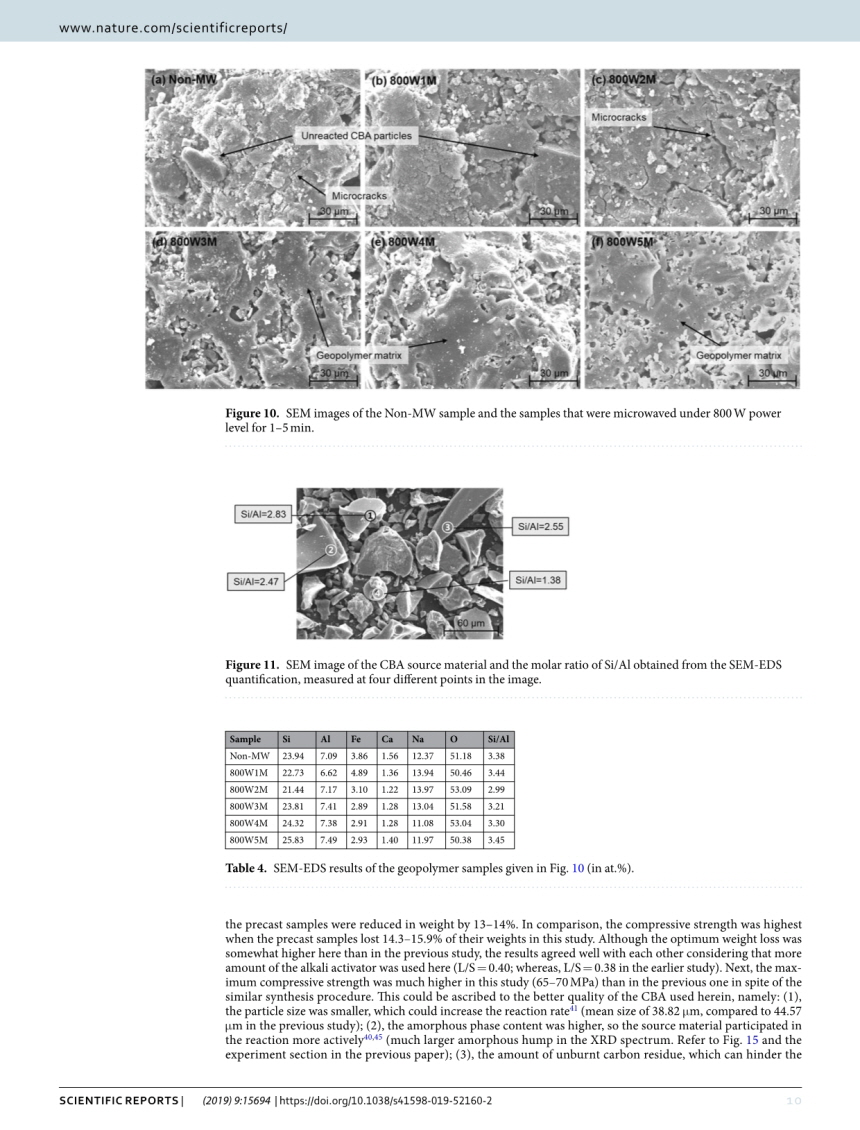 www.nature.com/scientificreports/
(a) Non-MW
(b) 800W1M
(c) 800W2M
Microcracks
Unreacted CBA particles
Microcracks
30 μm
30 μm
30 μm
(d) 800W3M
(e) 800W4M
(f) 800W5M
Geopolymer matrix
Geopolymer matrix
30 μm
30 μm
30 μm
Figure 10. SEM images of the Non-MW sample and the samples that were microwaved under 800 W power
level for 1–5 min.
Si/Al=2.83
①
③
Si/Al=2.55
②
Si/Al=2.47
④
Si/Al=1.38
60 μm
Figure 11. SEM image of the CBA source material and the molar ratio of Si/Al obtained from the SEM-EDS
quantification, measured at four different points in the image.
Sample Si Al Fe Ca Na O Si/Al
Non-MW 23.94 7.09 3.86 1.56 12.37 51.18 3.38
800W1M 22.73 6.62 4.89 1.36 13.94 50.46 3.44
800W2M 21.44 7.17 3.10 1.22 13.97 53.09 2.99
800W3M 23.81 7.41 2.89 1.28 13.04 51.58 3.21
800W4M 24.32 7.38 2.91 1.28 11.08 53.04 3.30
800W5M 25.83 7.49 2.93 1.40 11.97 50.38 3.45
Table 4. SEM-EDS results of the geopolymer samples given in Fig. 10 (in at.%).
the precast samples were reduced in weight by 13–14%. In comparison, the compressive strength was highest
when the precast samples lost 14.3–15.9% of their weights in this study. Although the optimum weight loss was
somewhat higher here than in the previous study, the results agreed well with each other considering that more
amount of the alkali activator was used here (L/S = 0.40; whereas, L/S = 0.38 in the earlier study). Next, the max-
imum compressive strength was much higher in this study (65–70 MPa) than in the previous one in spite of the
similar synthesis procedure. This could be ascribed to the better quality of the CBA used herein, namely: (1),
the particle size was smaller, which could increase the reaction rate41 (mean size of 38.82 μm, compared to 44.57
μm in the previous study); (2), the amorphous phase content was higher, so the source material participated in
the reaction more actively40,45 (much larger amorphous hump in the XRD spectrum. Refer to Fig. 15 and the
experiment section in the previous paper); (3), the amount of unburnt carbon residue, which can hinder the
SCIENTIFIC REPORTS | (2019) 9:15694 | https://doi.org/10.1038/s41598-019-52160-2
10